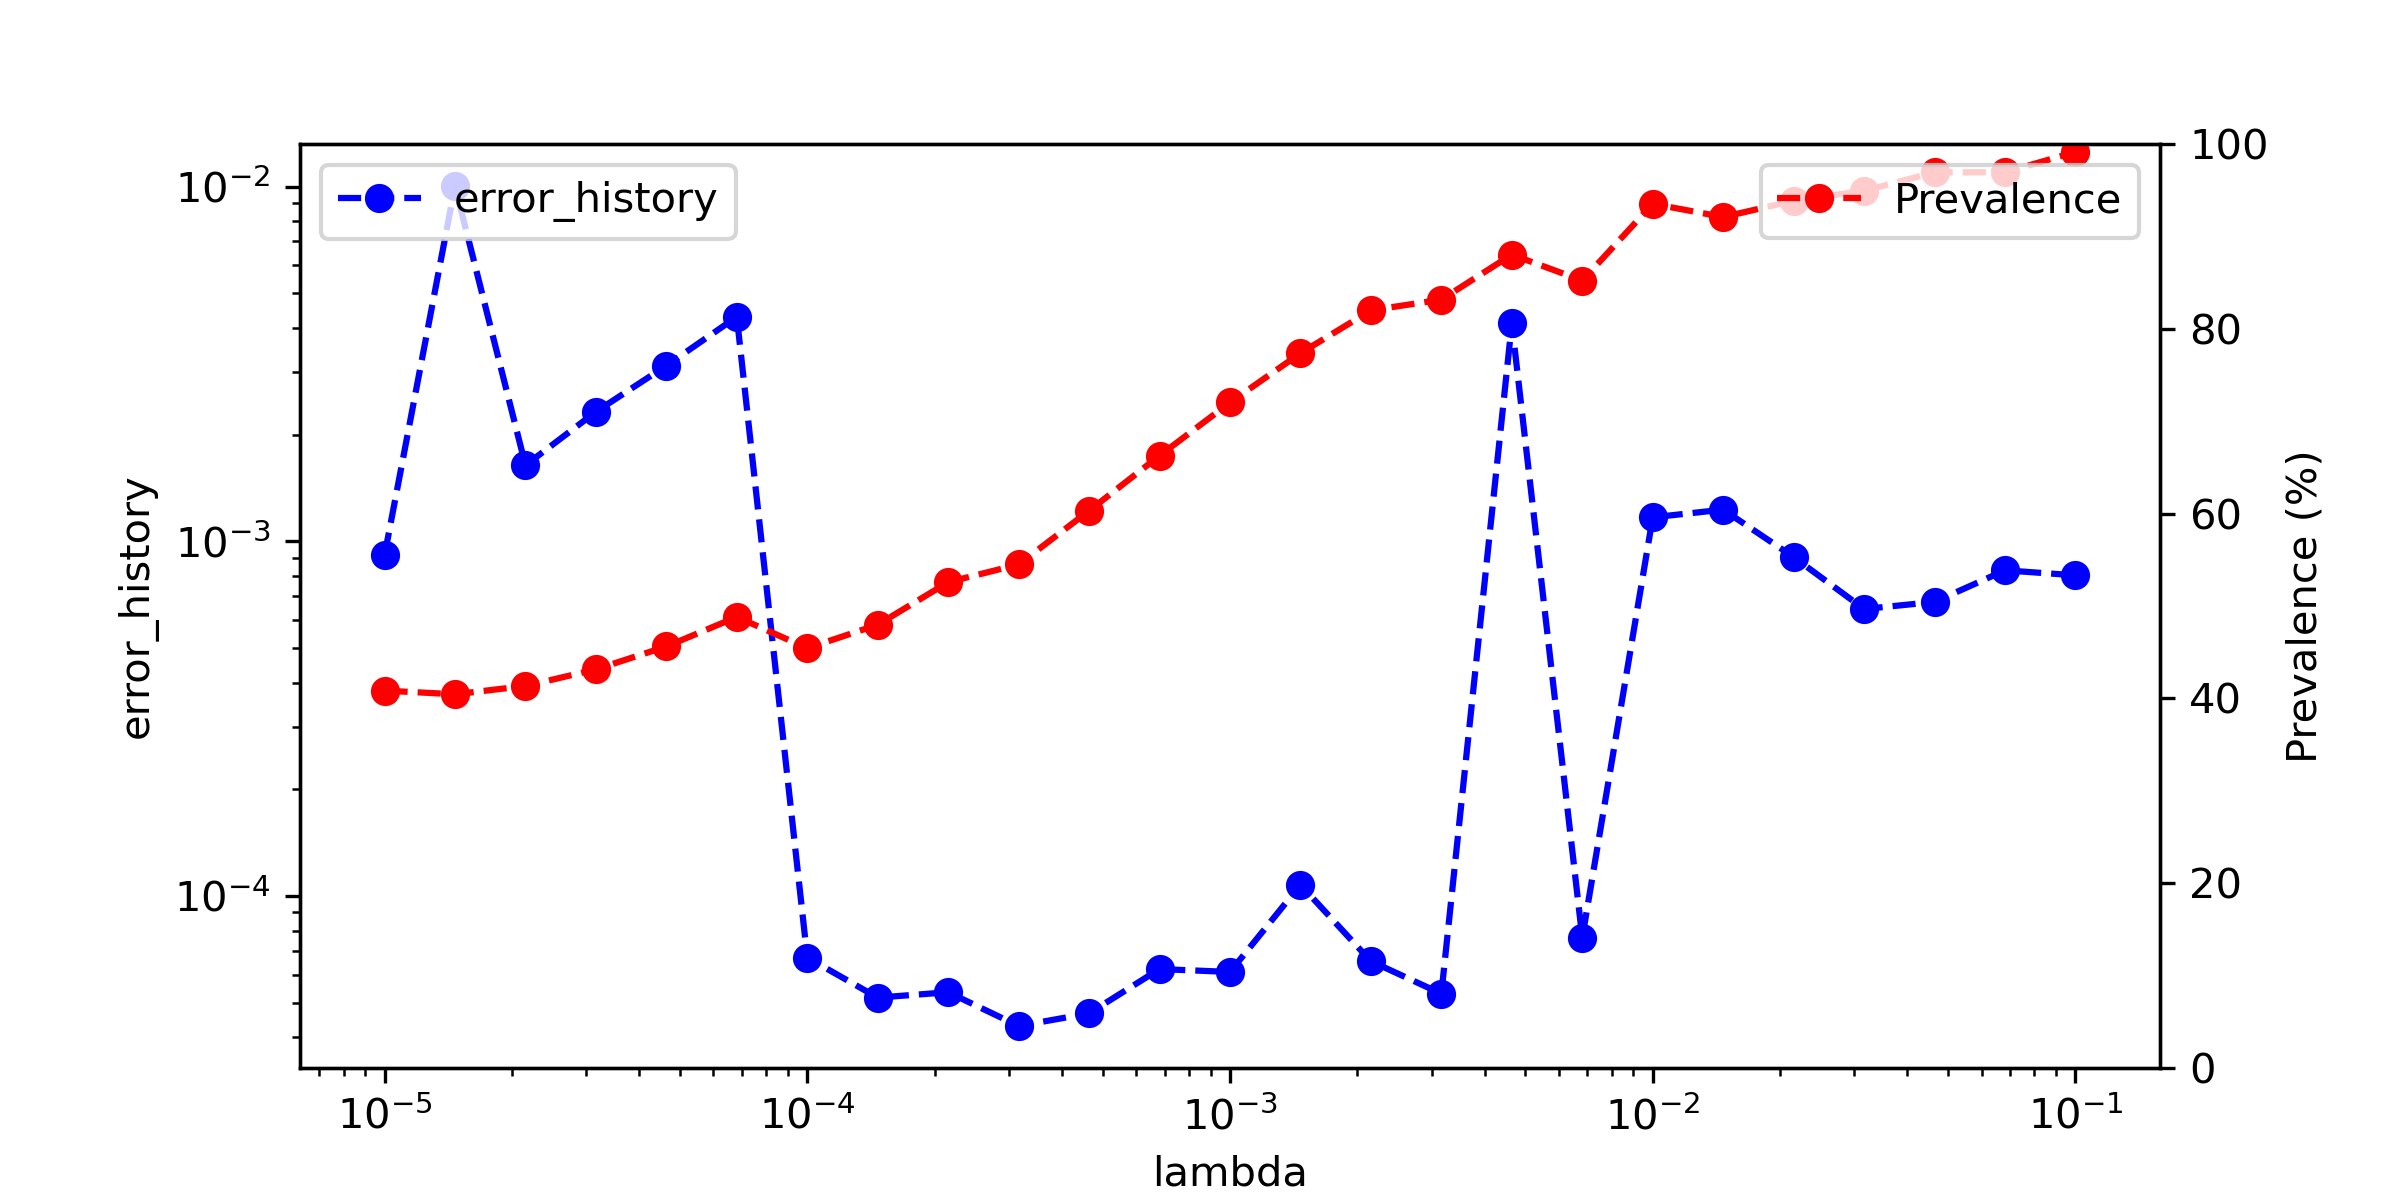 error_history
Prevalence
10⁻²
10⁻³
10⁻⁴
error_history
100
80
60
40
20
0
Prevalence (%)
10⁻⁵
10⁻⁴
10⁻³
10⁻²
10⁻¹
lambda